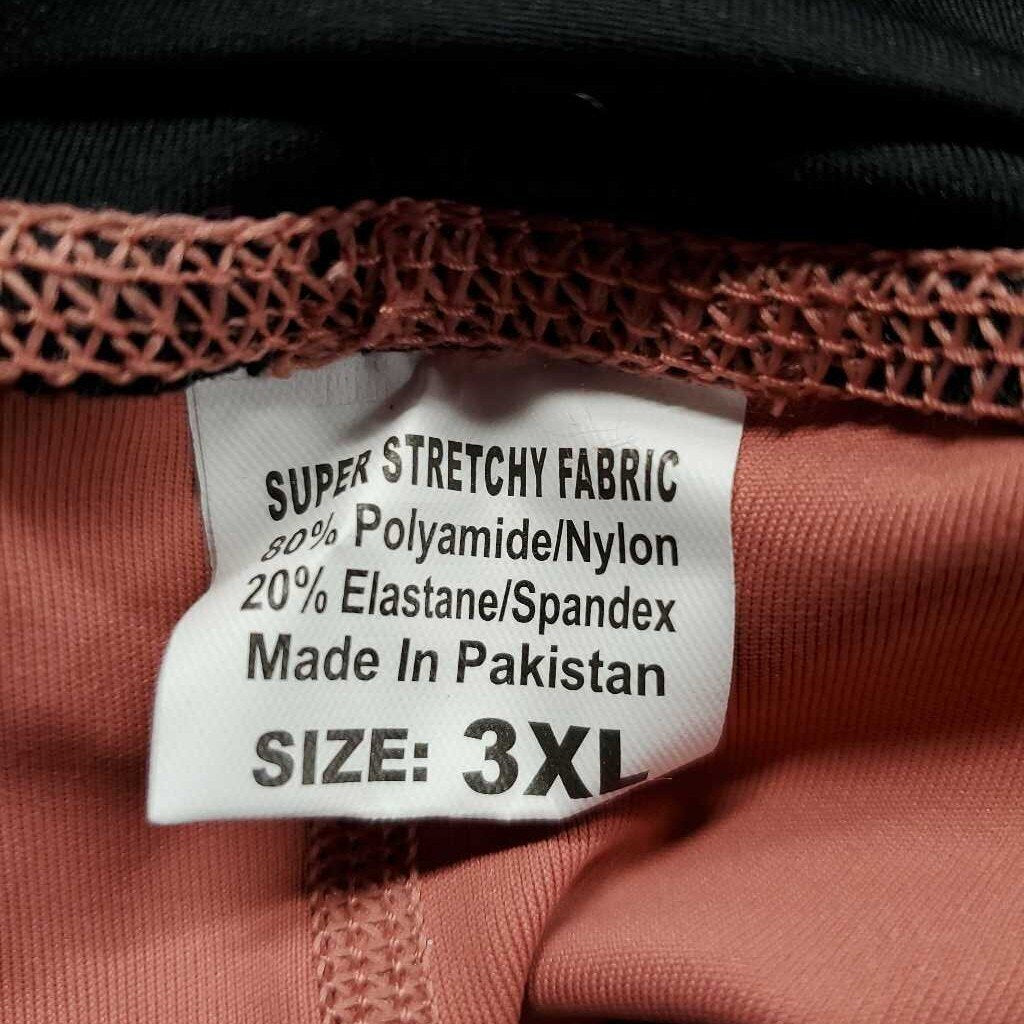 SUPER STRETCHY FABRIC
80% Polyamide/Nylon
20% Elastane/Spandex
Made In Pakistan
SIZE: 3XL